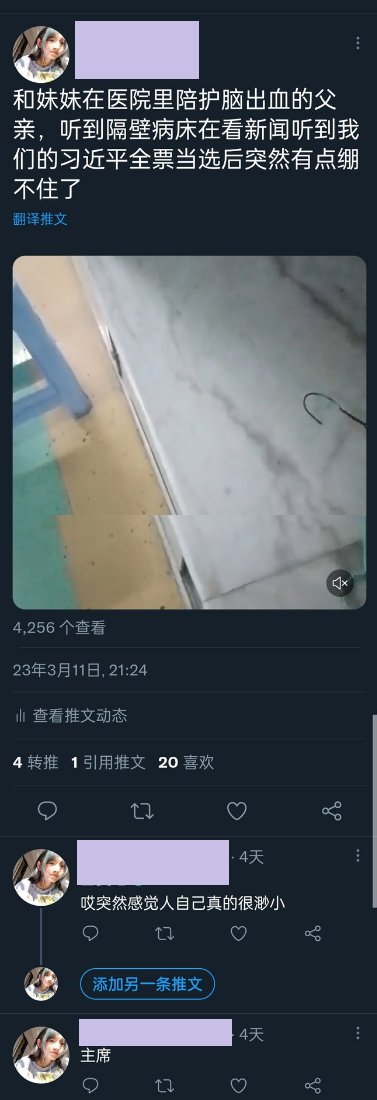 和妹妹在医院里陪护脑出血的父
亲，听到隔壁病床在看新闻听到我
们的习近平全票当选后突然有点绷
不住了
翻译推文
4,256 个查看
23年3月11日, 21:24
查看推文动态
4 转推 1 引用推文 20 喜欢
· 4天
哎突然感觉人自己真的很渺小
添加另一条推文
· 4天
主席